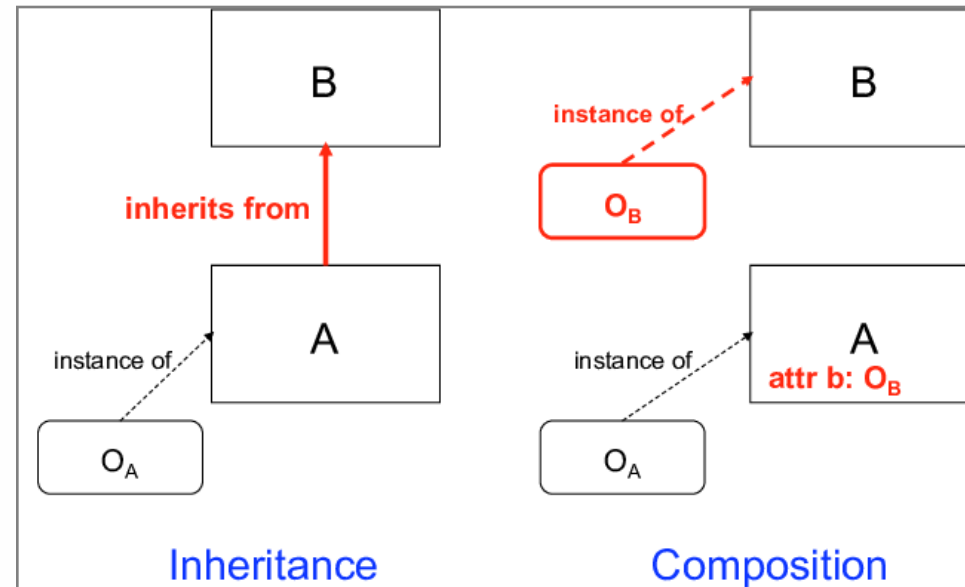 B
inherits from
A
instance of
OA
Inheritance
B
instance of
OB
A
attr b: OB
instance of
OA
Composition